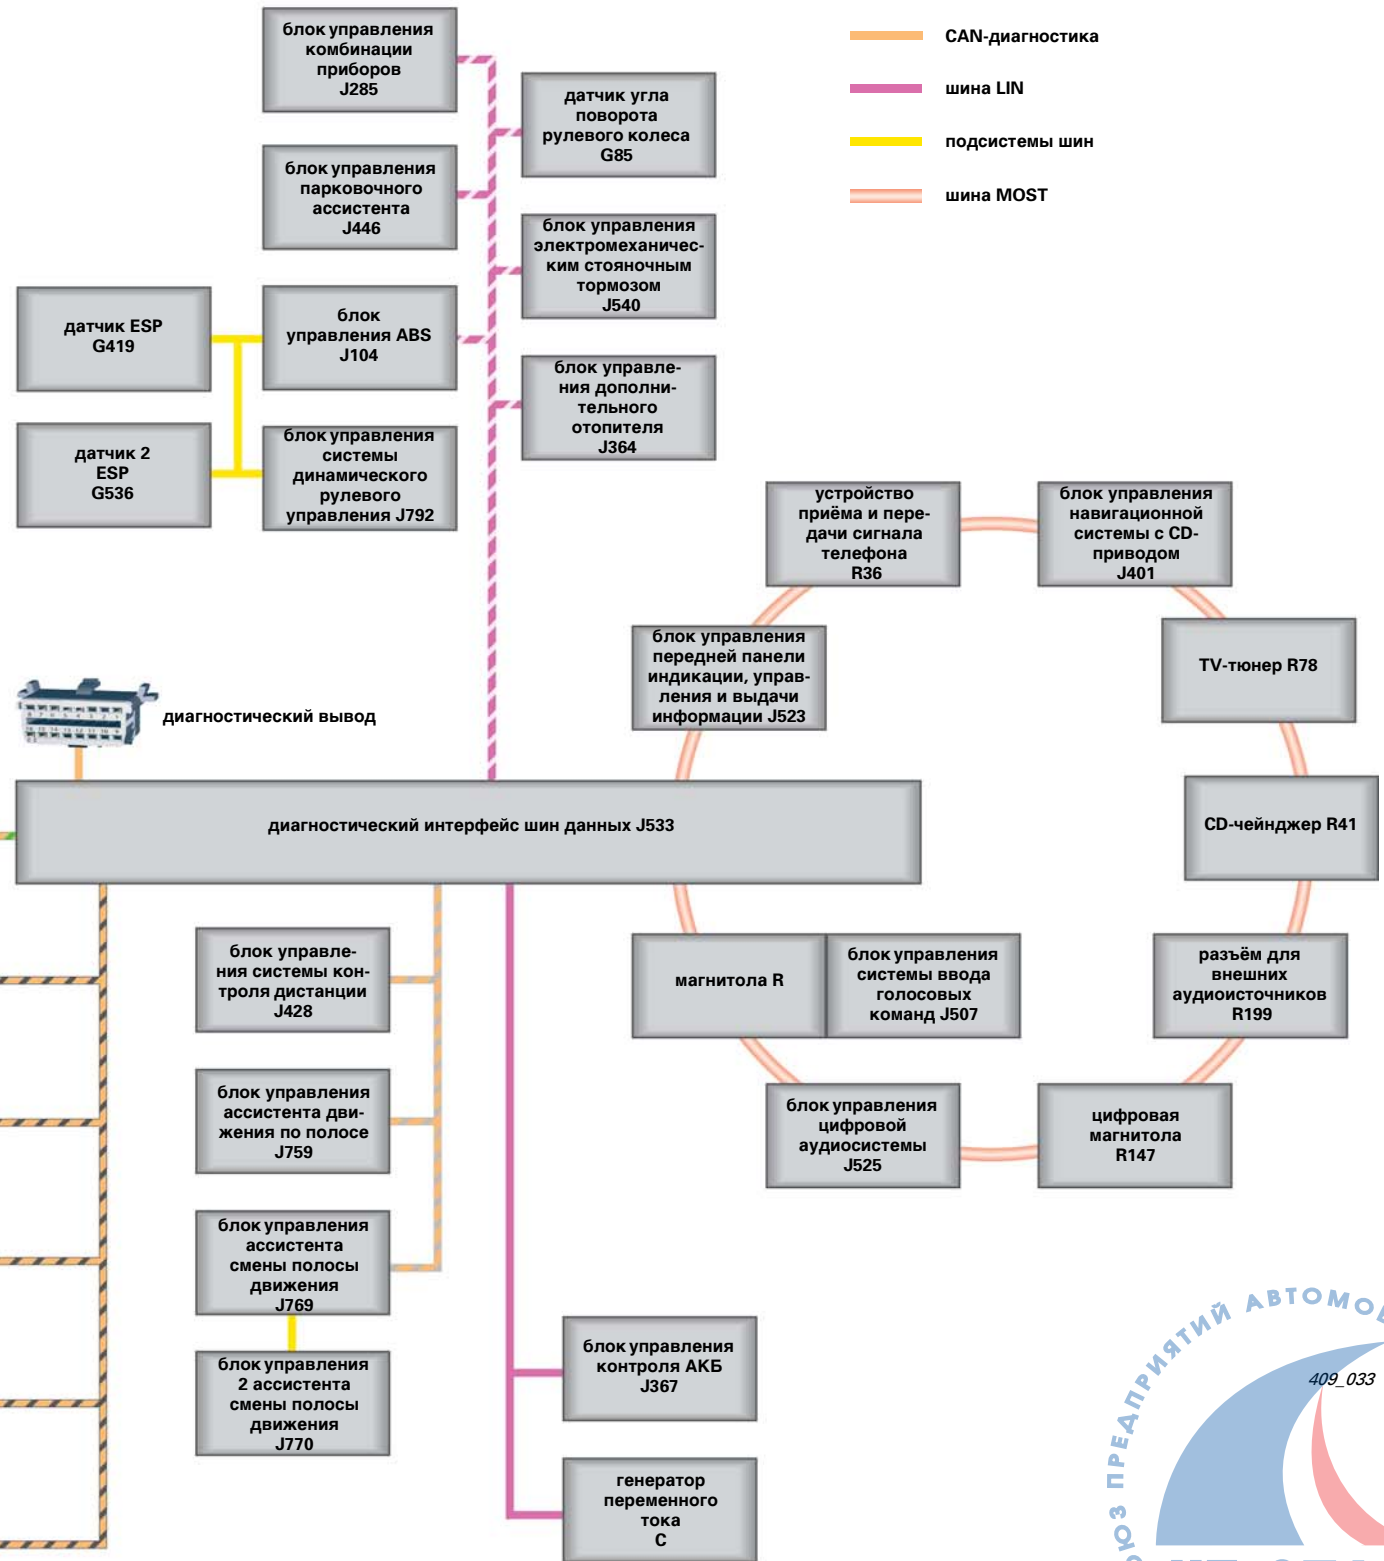 блок управления
комбинации
приборов
J285
датчик угла
поворота
рулевого колеса
G85
CAN-диагностика
шина LIN
подсистемы шин
шина MOST
блок управления
парковочного
ассистента
J446
блок управления
электромеханичес-
ким стояночным
тормозом
J540
датчик ESP
G419
блок
управления ABS
J104
блок управле-
ния дополни-
тельного
отопителя
J364
датчик 2
ESP
G536
блок управления
системы
динамического
рулевого
управления J792
устройство
приёма и пере-
дачи сигнала
телефона
R36
блок управления
навигационной
системы с CD-
приводом
J401
блок управления
передней панели
индикации, управ-
ления и выдачи
информации J523
TV-тюнер R78
диагностический вывод
диагностический интерфейс шин данных J533
CD-чейнджер R41
блок управле-
ния системы кон-
троля дистанции
J428
магнитола R
блок управления
системы ввода
голосовых
команд J507
разъём для
внешних
аудиоисточников
R199
блок управления
ассистента дви-
жения по полосе
J759
блок управления
цифровой
аудиосистемы
J525
цифровая
магнитола
R147
блок управления
ассистента
смены полосы
движения
J769
блок управления
2 ассистента
смены полосы
движения
J770
блок управления
контроля АКБ
J367
генератор
переменного
тока
C
409_033
ПРЕДПРИЯТИЙ